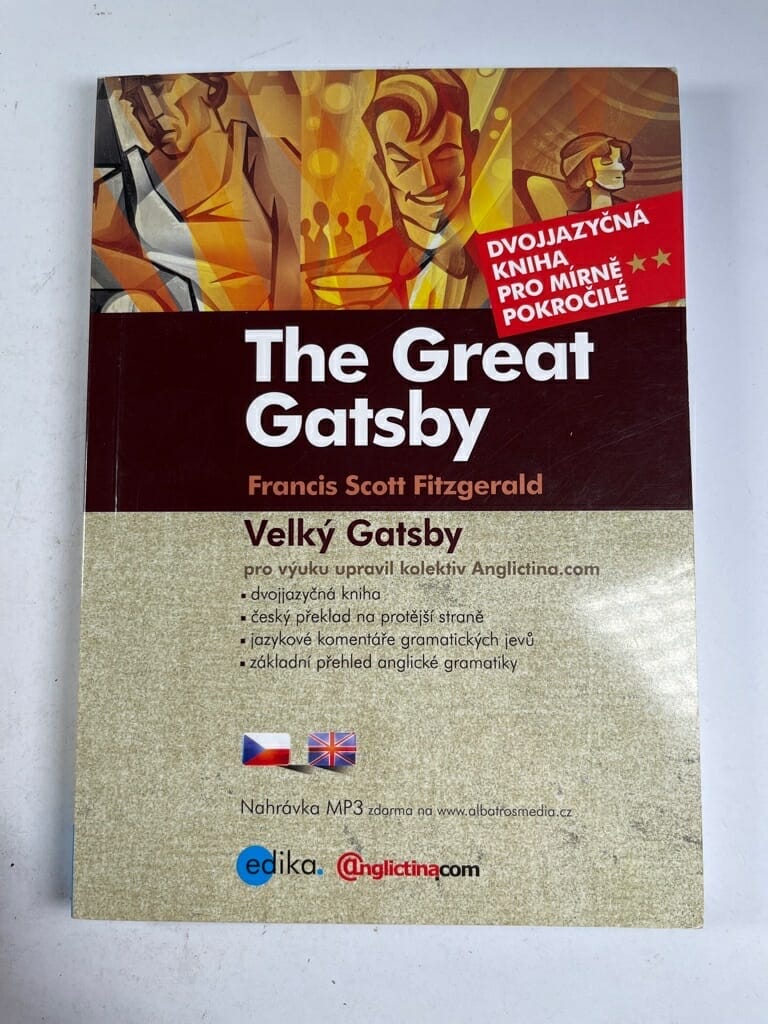 DVOJJAZYČNÁ
KNIHA
PRO MÍRNĚ
POKROČILÉ
The Great
Gatsby
Francis Scott Fitzgerald
Velký Gatsby
pro výuku upravil kolektiv Anglictina.com
▪ dvojjazyčná kniha
▪ český překlad na protější straně
▪ jazykové komentáře gramatických jevů
▪ základní přehled anglické gramatiky
Nahrávka MP3 zdarma na www.albatrosmedia.cz
edika. @nglictina.com